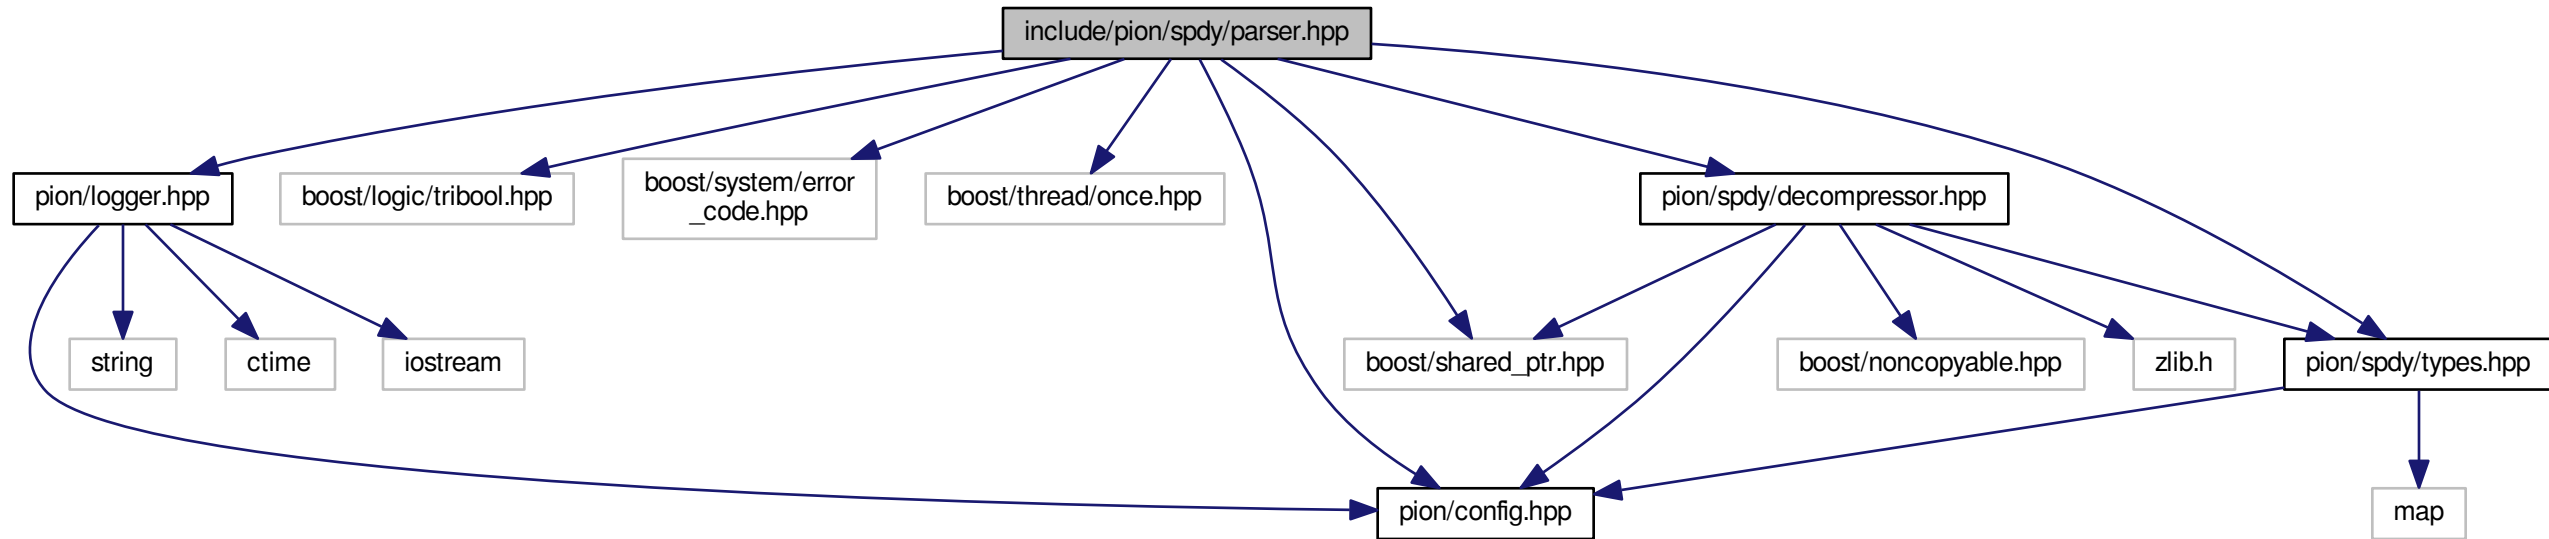 include/pion/spdy/parser.hpp
pion/logger.hpp
boost/logic/tribool.hpp
boost/system/error
_code.hpp
boost/thread/once.hpp
pion/spdy/decompressor.hpp
string
ctime
iostream
boost/shared_ptr.hpp
boost/noncopyable.hpp
zlib.h
pion/spdy/types.hpp
pion/config.hpp
map